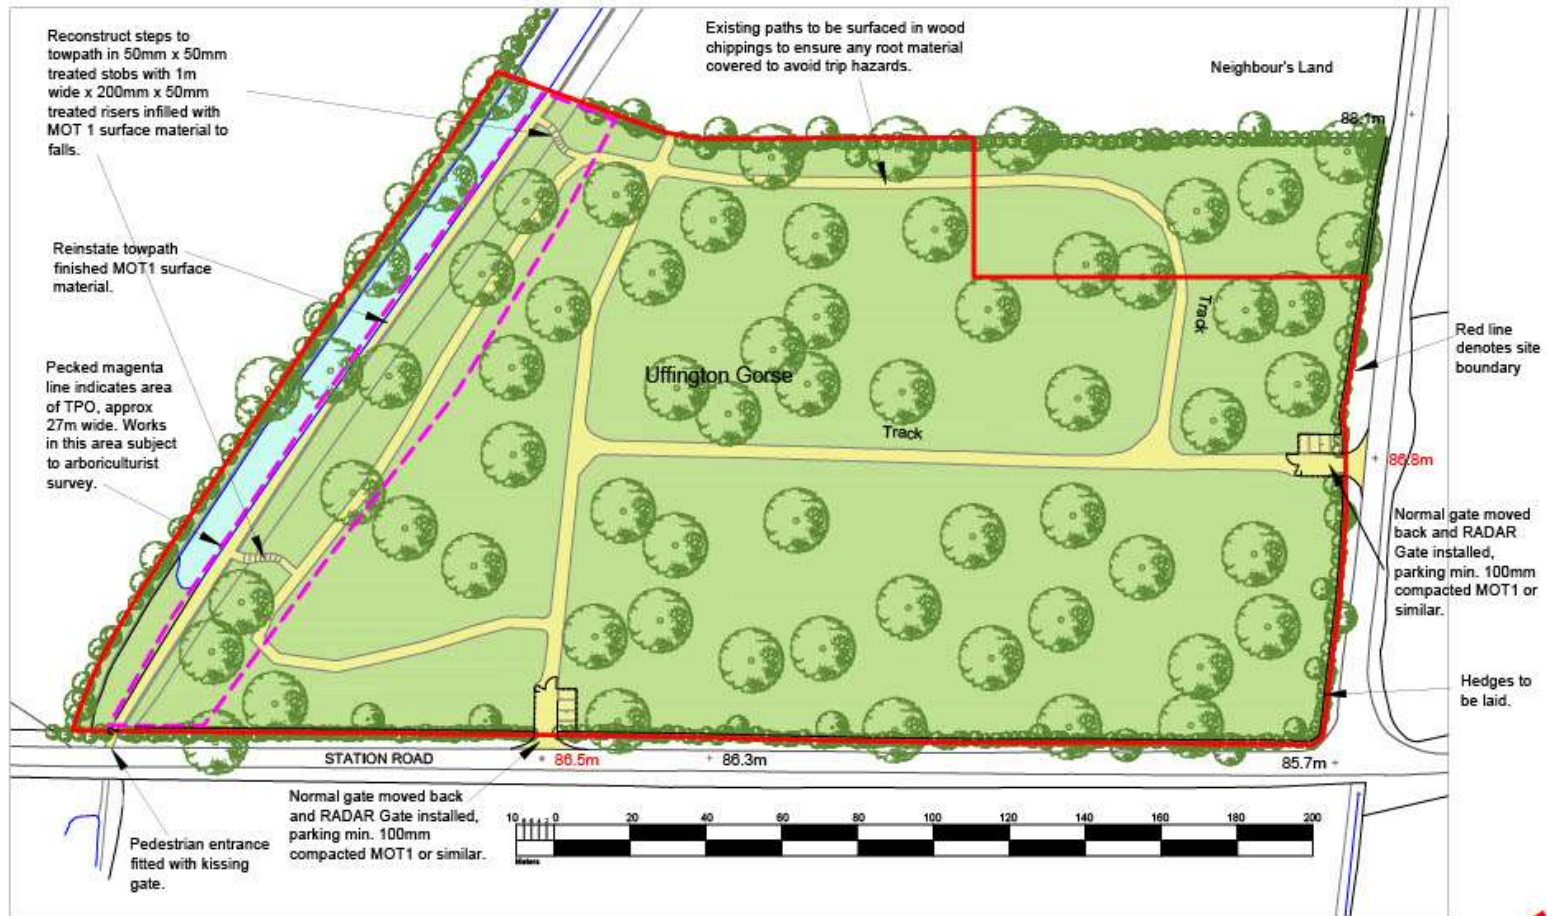 Reconstruct steps to
towpath in 50mm x 50mm
treated stobs with 1m
wide x 200mm x 50mm
treated risers infilled with
MOT 1 surface material to
falls.
Existing paths to be surfaced in wood
chippings to ensure any root material
covered to avoid trip hazards.
Neighbour's Land
88.1m
Reinstate towpath
finished MOT1 surface
material.
Track
Red line
denotes site
boundary
Pecked magenta
line indicates area
of TPO, approx
27m wide. Works
in this area subject
to arboriculturist
survey.
Uffington Gorse
Track
86.8m
Normal gate moved
back and RADAR
Gate installed,
parking min. 100mm
compacted MOT1 or
similar.
Hedges to
be laid.
STATION ROAD
86.5m
86.3m
85.7m
Normal gate moved back
and RADAR Gate installed,
parking min. 100mm
compacted MOT1 or similar.
Pedestrian entrance
fitted with kissing
gate.
10 0 20 40 60 80 100 120 140 160 180 200
Meters